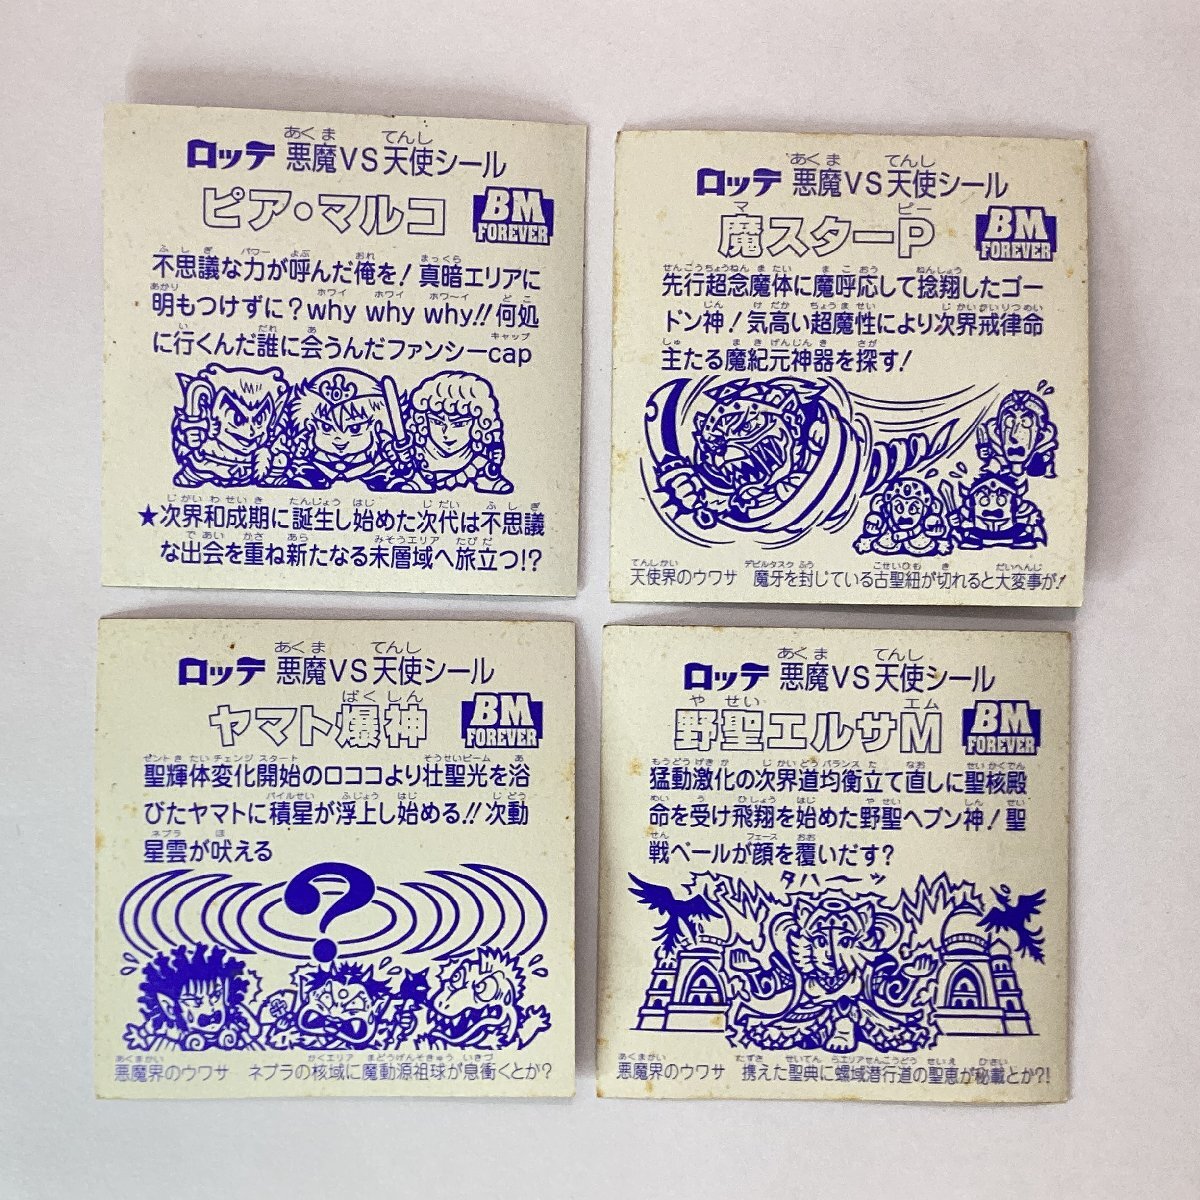 ロッテ 悪魔VS天使シール
ピア・マルコ
BM
FOREVER
不思議な力が呼んだ俺を!真暗エリアに
明もつけずに?why why why!!何処
に行くんだ誰に会うんだファンシーcap
★次界和成期に誕生し始めた次代は不思議
な出会を重ね新たなる未層域へ旅立つ!?
ロッテ 悪魔VS天使シール
魔スターP
BM
FOREVER
先行超念魔体に魔呼応して捻翔したゴー
ドン神!気高い超魔性により次界戒律命
主たる魔紀元神器を探す!
天使界のウワサ 魔牙を封じている古聖紐が切れると大変事が!
ロッテ 悪魔VS天使シール
ヤマト爆神
BM
FOREVER
聖輝体変化開始のロココより壮聖光を浴
びたヤマトに積星が浮上し始める!!次動
星雲が吠える
?
悪魔界のウワサ ネブラの核域に魔動源祖球が息衝くとか?
ロッテ 悪魔VS天使シール
野聖エルサM
BM
FOREVER
猛動激化の次界道均衡立て直しに聖核殿
命を受け飛翔を始めた野聖ヘブン神!聖
戦ベールが顔を覆いだす?
タハ〜ッ
悪魔界のウワサ 携えた聖典に螺域潜行道の聖恵が秘載とか?!